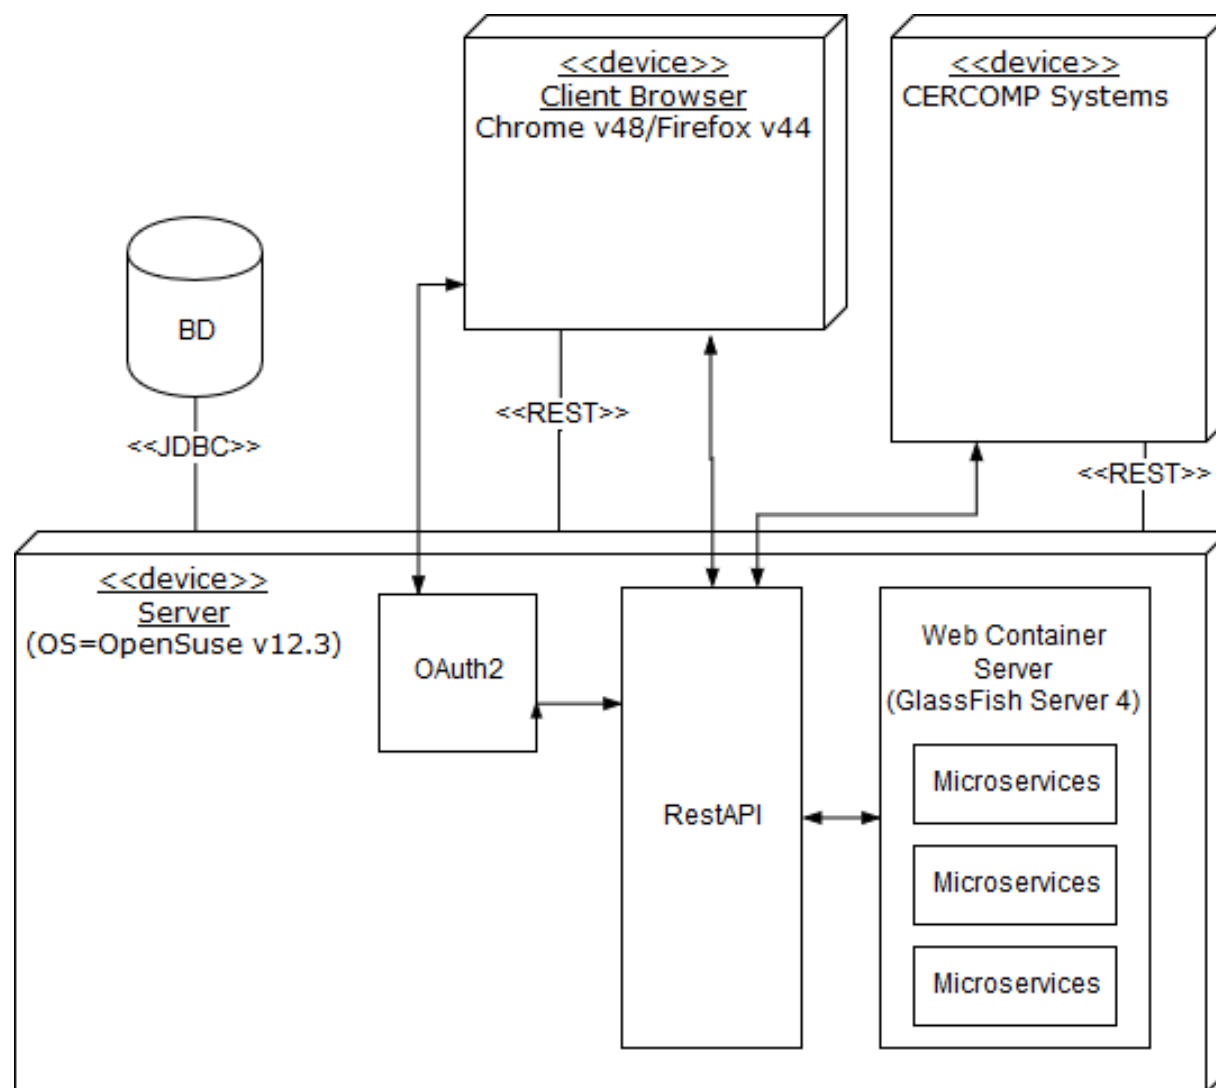 <<device>>
Client Browser
Chrome v48/Firefox v44
<<device>>
CERCOMP Systems
BD
<<JDBC>>
<<REST>>
<<REST>>
<<device>>
Server
(OS=OpenSuse v12.3)
OAuth2
RestAPI
Web Container
Server
(GlassFish Server 4)
Microservices
Microservices
Microservices